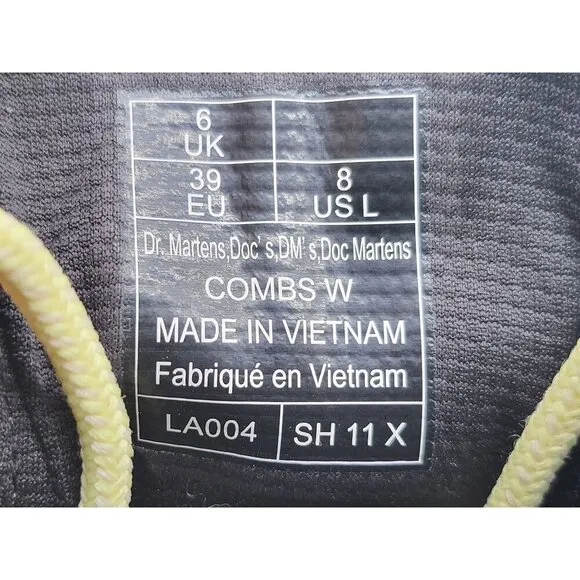 6
UK
39
EU
8
US L
Dr. Martens,Doc's,DM's,Doc Martens
COMBS W
MADE IN VIETNAM
Fabriqué en Vietnam
LA004
SH 11 X